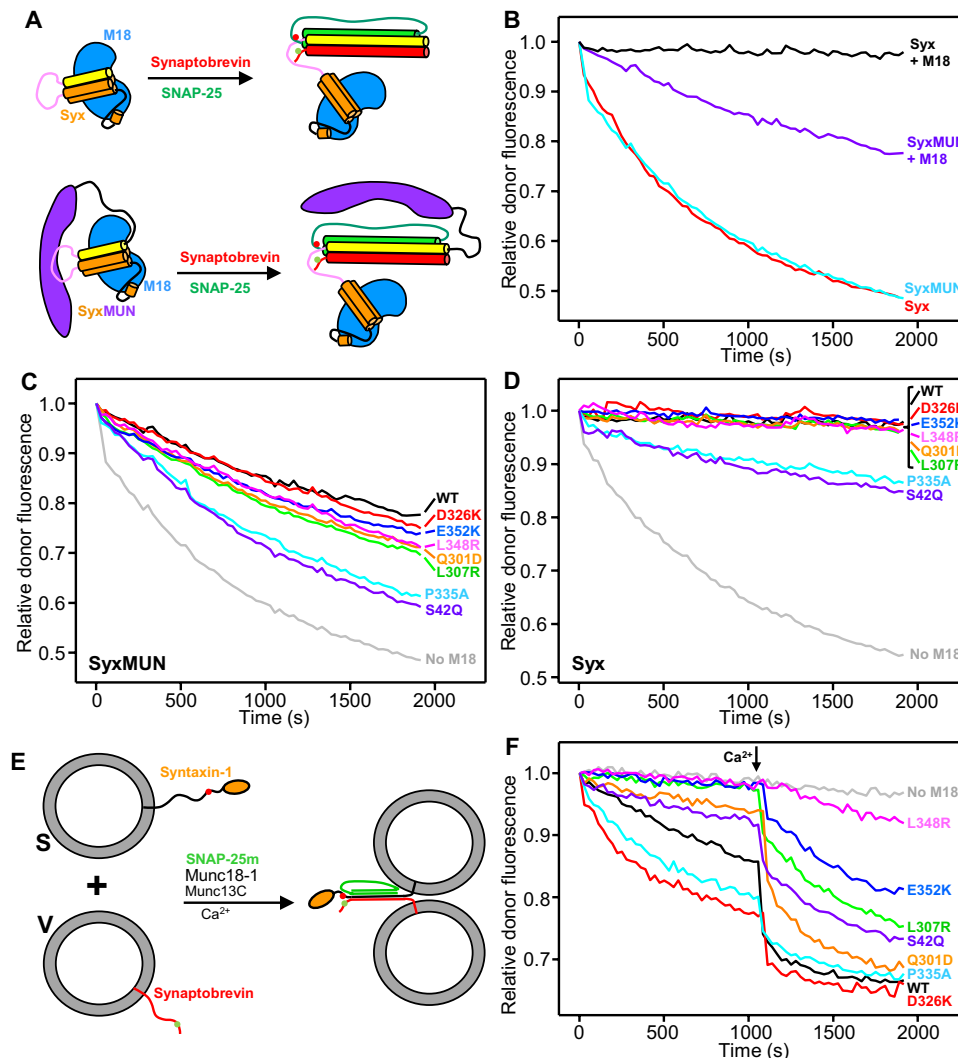 A
M18
Synaptobrevin
SNAP-25
Syx
Synaptobrevin
SNAP-25
M18
SyxMUN
B
Relative donor fluorescence
1.0
0.9
0.8
0.7
0.6
0.5
Syx
+ M18
SyxMUN
+ M18
SyxMUN
Syx
0
500
1000
1500
2000
Time (s)
C
Relative donor fluorescence
1.0
0.9
0.8
0.7
0.6
0.5
WT
D326K
E352K
L348R
Q301D
L307R
P335A
S42Q
No M18
SyxMUN
0
500
1000
1500
2000
Time (s)
D
Relative donor fluorescence
1.0
0.9
0.8
0.7
0.6
0.5
WT
D326K
E352K
L348R
Q301D
L307R
P335A
S42Q
No M18
Syx
0
500
1000
1500
2000
Time (s)
E
Syntaxin-1
S
+
V
Synaptobrevin
SNAP-25m
Munc18-1
Munc13C
Ca²⁺
F
Relative donor fluorescence
1.0
0.9
0.8
0.7
Ca²⁺
No M18
L348R
E352K
L307R
S42Q
Q301D
P335A
WT
D326K
0
500
1000
1500
2000
Time (s)